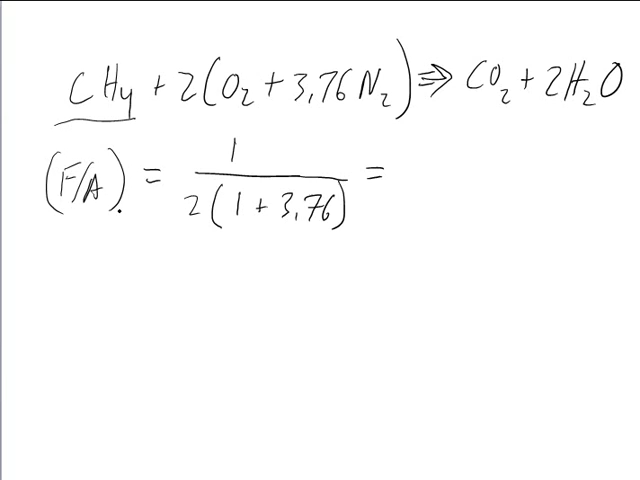 CH₄ + 2(O₂ + 3,76 N₂) ⇒ CO₂ + 2H₂O
(F/A). = 1 / 2(1 + 3,76) =